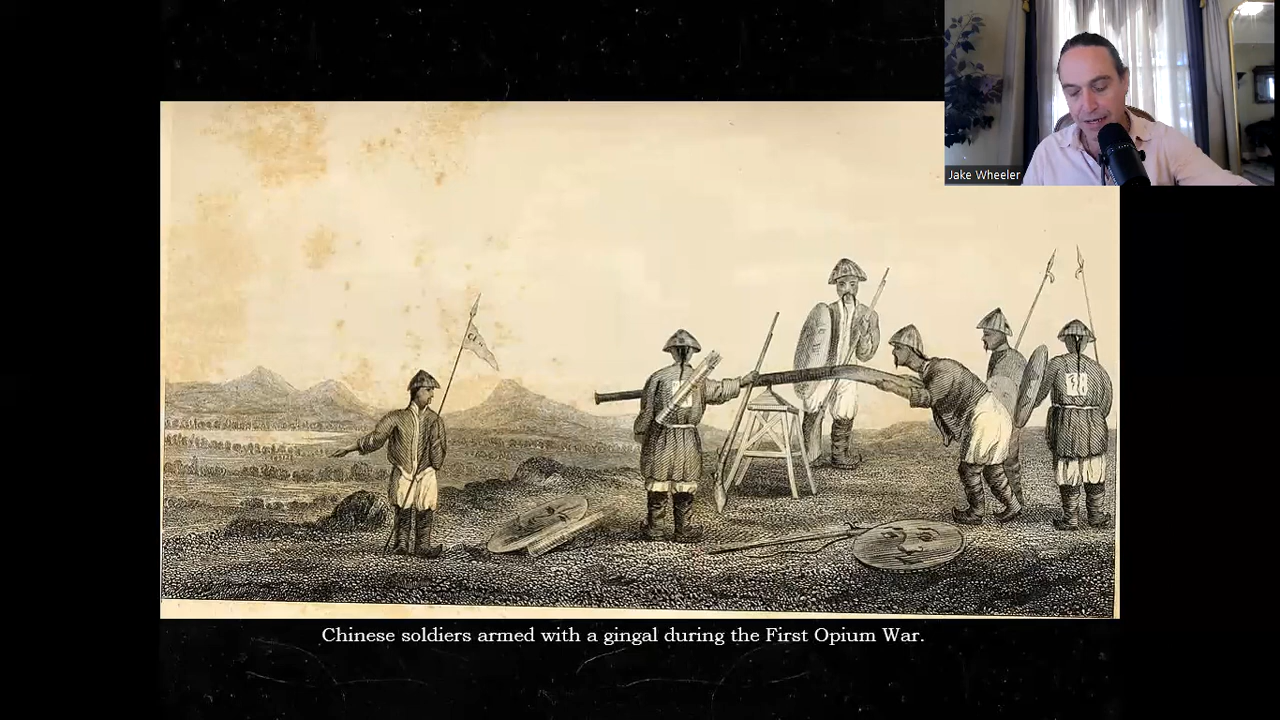 Jake Wheeler
Chinese soldiers armed with a gingal during the First Opium War.